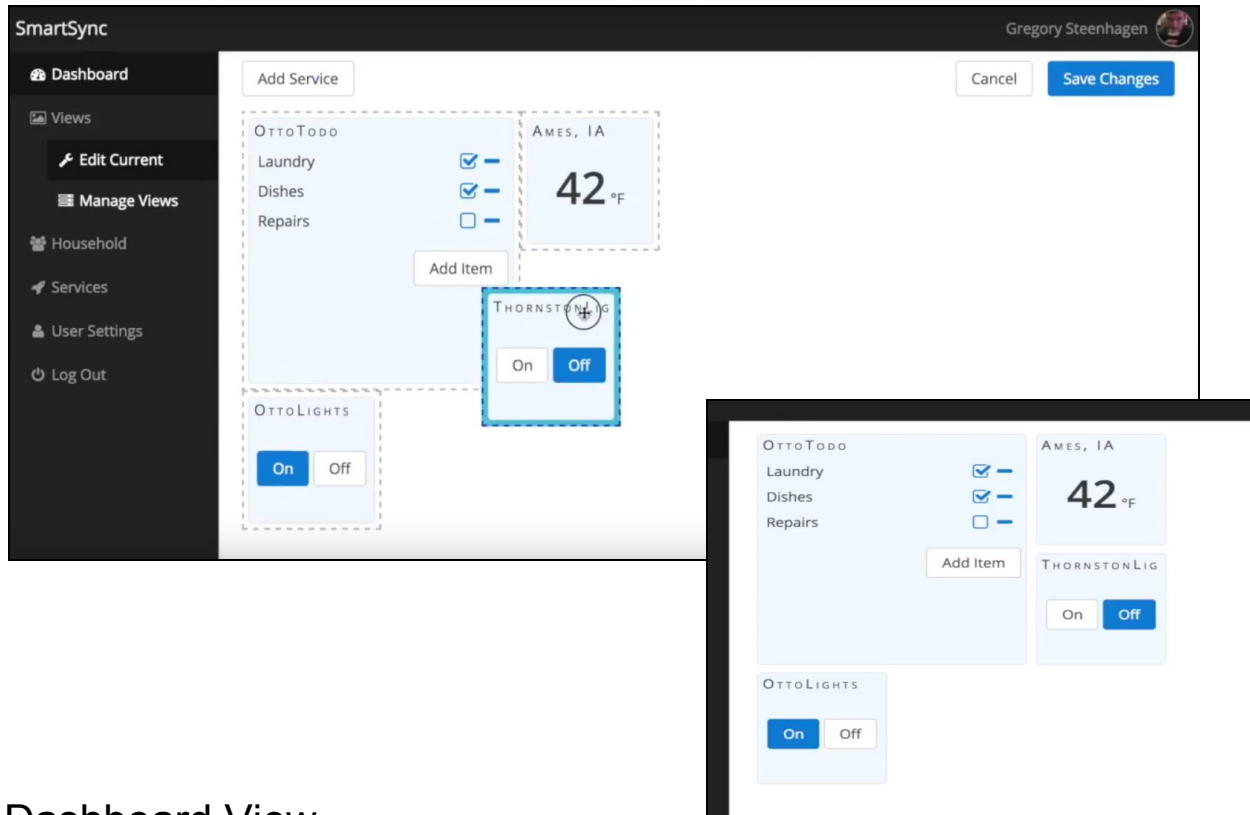 SmartSync
Gregory Steenhagen
Dashboard
Views
Edit Current
Manage Views
Household
Services
User Settings
Log Out
Add Service
Cancel
Save Changes
OttoTodo
Laundry
Dishes
Repairs
Add Item
Ames, IA
42 °F
ThornstonLig
On Off
OttoLights
On Off
OttoTodo
Laundry
Dishes
Repairs
Add Item
Ames, IA
42 °F
ThornstonLig
On Off
OttoLights
On Off
Dashboard View